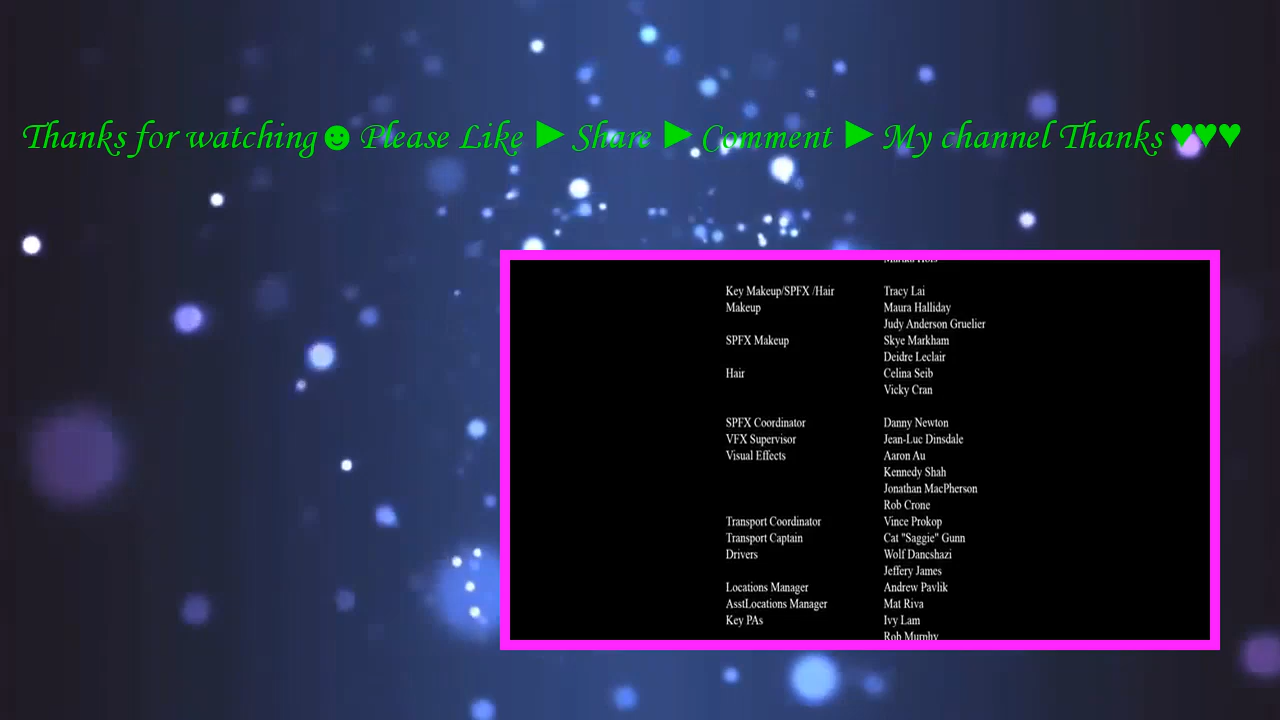 Thanks for watching☻Please Like ► Share ► Comment ► My channel Thanks ♥♥♥
Key Makeup/SPFX /Hair Tracy Lai
Makeup Maura Halliday
Judy Anderson Gruelier
SPFX Makeup Skye Markham
Deidre Leclair
Hair Celina Seib
Vicky Cran
SPFX Coordinator Danny Newton
VFX Supervisor Jean-Luc Dinsdale
Visual Effects Aaron Au
Kennedy Shah
Jonathan MacPherson
Rob Crone
Transport Coordinator Vince Prokop
Transport Captain Cat "Saggie" Gunn
Drivers Wolf Dancshazi
Jeffery James
Locations Manager Andrew Pavlik
AsstLocations Manager Mat Riva
Key PAs Ivy Lam
Rob Murphy